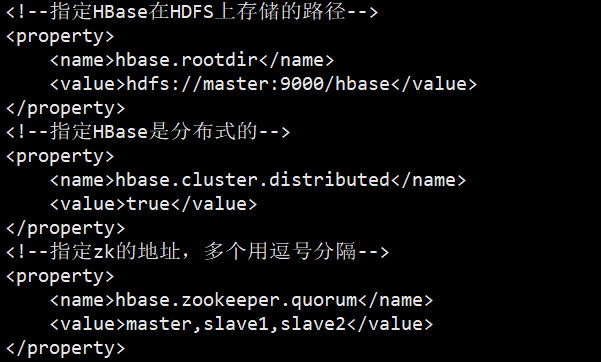 <!--指定HBase在HDFS上存储的路径-->
<property>
    <name>hbase.rootdir</name>
    <value>hdfs://master:9000/hbase</value>
</property>
<!--指定HBase是分布式的-->
<property>
    <name>hbase.cluster.distributed</name>
    <value>true</value>
</property>
<!--指定zk的地址，多个用逗号分隔-->
<property>
    <name>hbase.zookeeper.quorum</name>
    <value>master,slave1,slave2</value>
</property>